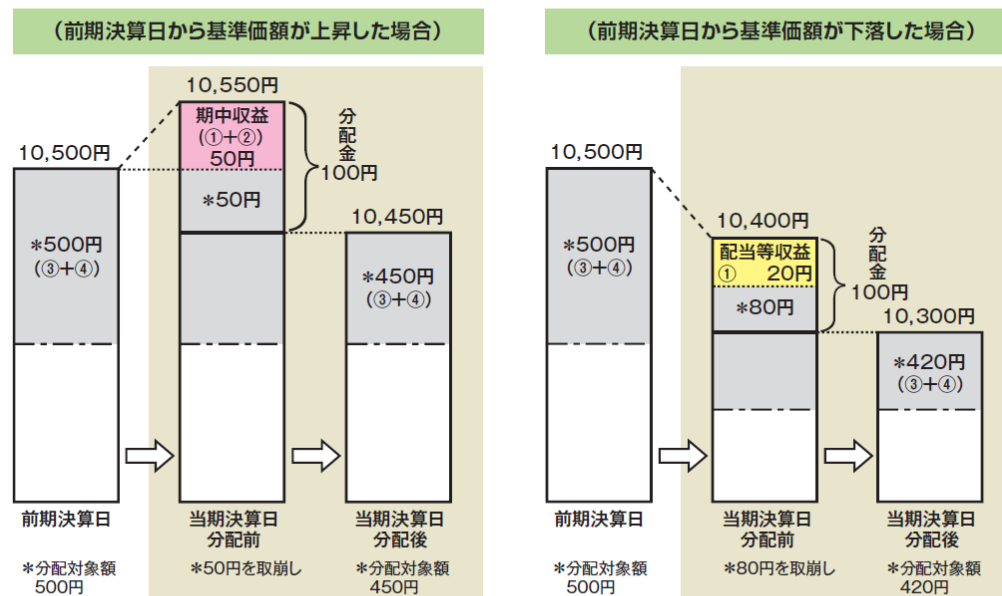 (前期決算日から基準価額が上昇した場合)
10,500円
*500円
(③+④)
前期決算日
*分配対象額
500円
10,550円
期中収益
(①+②)
50円
*50円
分配金
100円
当期決算日
分配前
*50円を取崩し
10,450円
*450円
(③+④)
当期決算日
分配後
*分配対象額
450円
(前期決算日から基準価額が下落した場合)
10,500円
*500円
(③+④)
前期決算日
*分配対象額
500円
10,400円
配当等収益
① 20円
*80円
分配金
100円
当期決算日
分配前
*80円を取崩し
10,300円
*420円
(③+④)
当期決算日
分配後
*分配対象額
420円